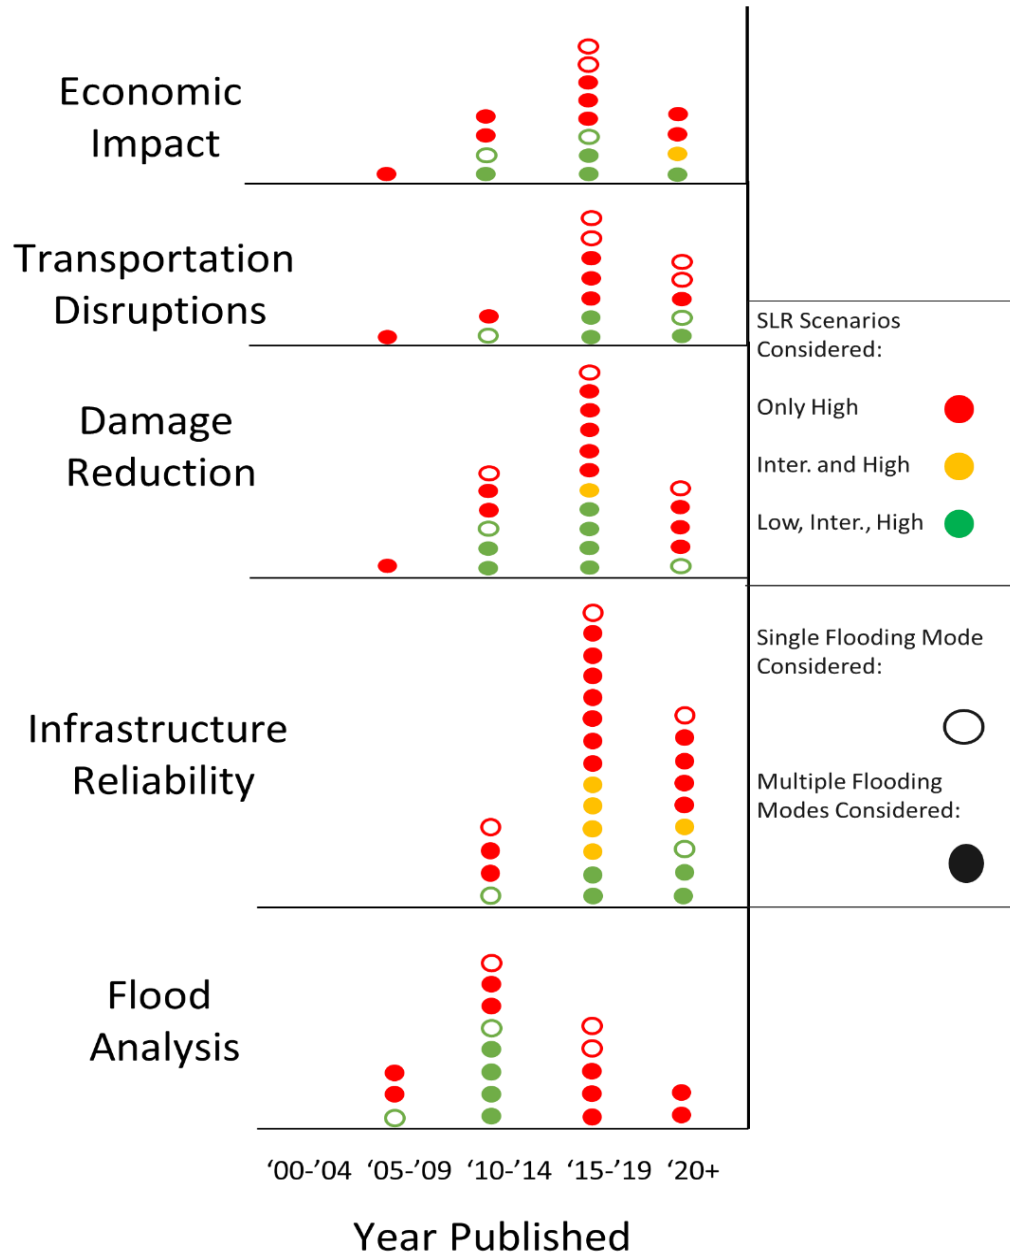 Economic
Impact
Transportation
Disruptions
Damage
Reduction
Infrastructure
Reliability
Flood
Analysis
SLR Scenarios
Considered:
Only High
Inter. and High
Low, Inter., High
Single Flooding Mode
Considered:
Multiple Flooding
Modes Considered:
‘00-’04 ‘05-’09 ‘10-’14 ‘15-’19 ‘20+
Year Published